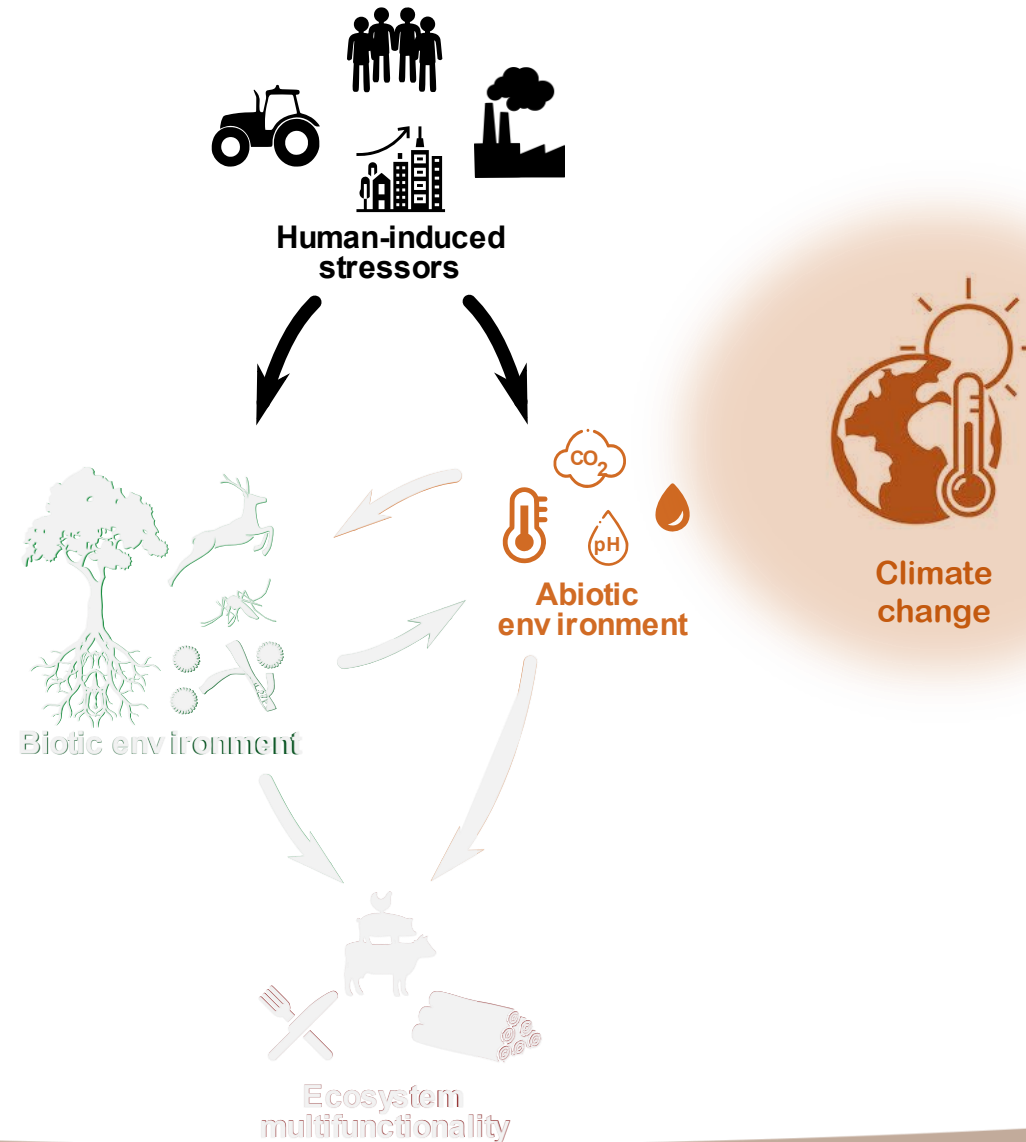 Human-induced
stressors
CO2
pH
Abiotic
environment
Climate
change
Biotic environment
Ecosystem
multifunctionality